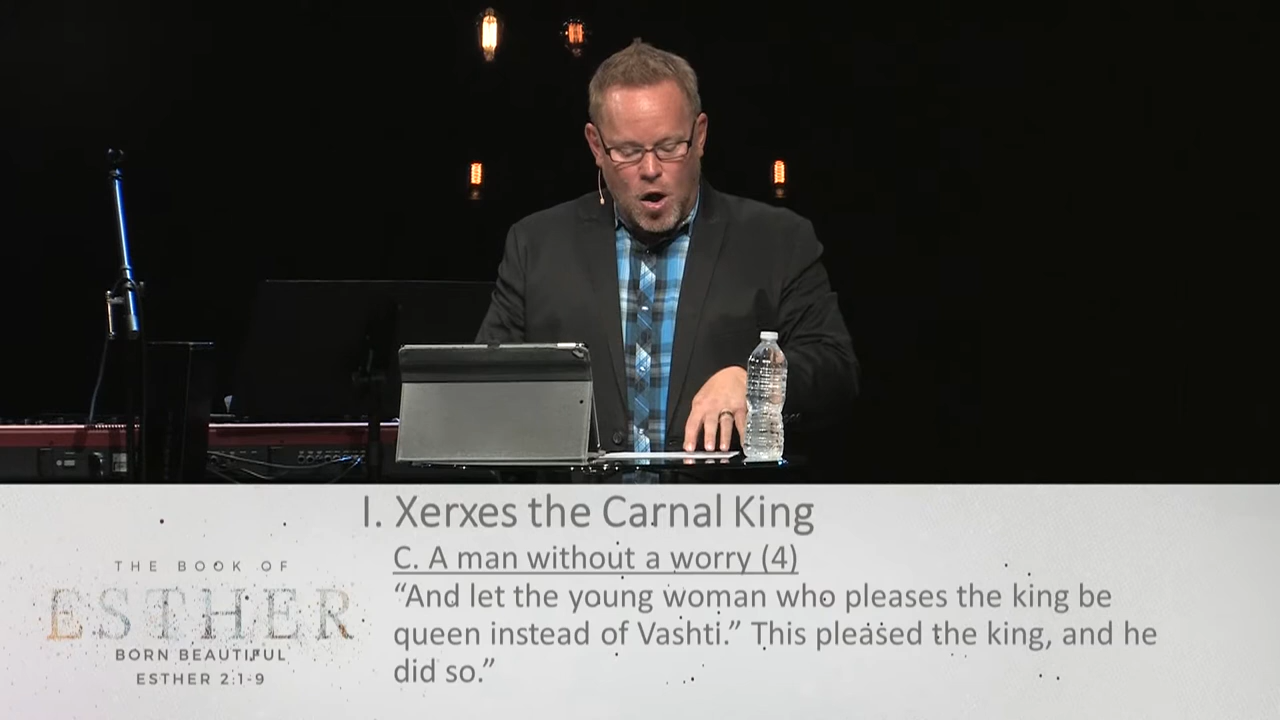 I. Xerxes the Carnal King
C. A man without a worry (4)
“And let the young woman who pleases the king be
queen instead of Vashti.” This pleased the king, and he
did so.”
THE BOOK OF
ESTHER
BORN BEAUTIFUL
ESTHER 2:1-9